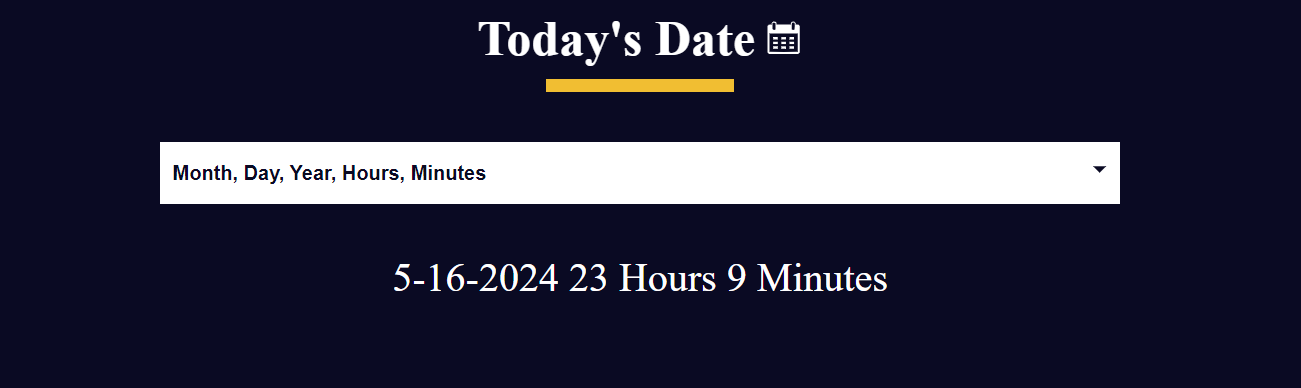 Today's Date
Month, Day, Year, Hours, Minutes
5-16-2024 23 Hours 9 Minutes